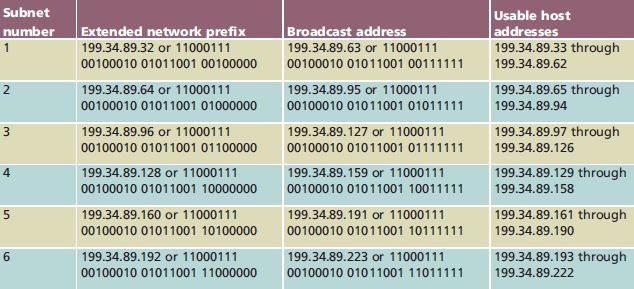 Subnet number	Extended network prefix	Broadcast address	Usable host addresses
1	199.34.89.32 or 11000111	199.34.89.63 or 11000111	199.34.89.33 through
00100010 01011001 00100000	00100010 01011001 00111111	199.34.89.62
2	199.34.89.64 or 11000111	199.34.89.95 or 11000111	199.34.89.65 through
00100010 01011001 01000000	00100010 01011001 01011111	199.34.89.94
3	199.34.89.96 or 11000111	199.34.89.127 or 11000111	199.34.89.97 through
00100010 01011001 01100000	00100010 01011001 01111111	199.34.89.126
4	199.34.89.128 or 11000111	199.34.89.159 or 11000111	199.34.89.129 through
00100010 01011001 10000000	00100010 01011001 10011111	199.34.89.158
5	199.34.89.160 or 11000111	199.34.89.191 or 11000111	199.34.89.161 through
00100010 01011001 10100000	00100010 01011001 10111111	199.34.89.190
6	199.34.89.192 or 11000111	199.34.89.223 or 11000111	199.34.89.193 through
00100010 01011001 11000000	00100010 01011001 11011111	199.34.89.222